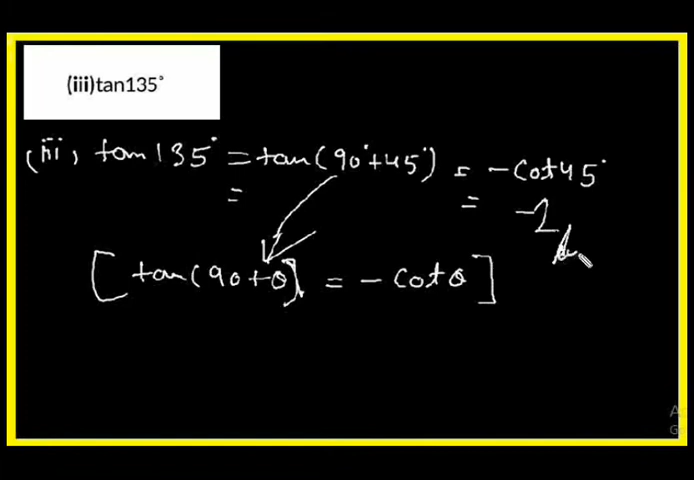 (iii)tan135°
(iii, tan 135° = tan(90°+45°) = -cot45°
=
= -1
[tan(90+θ) = -cotθ]